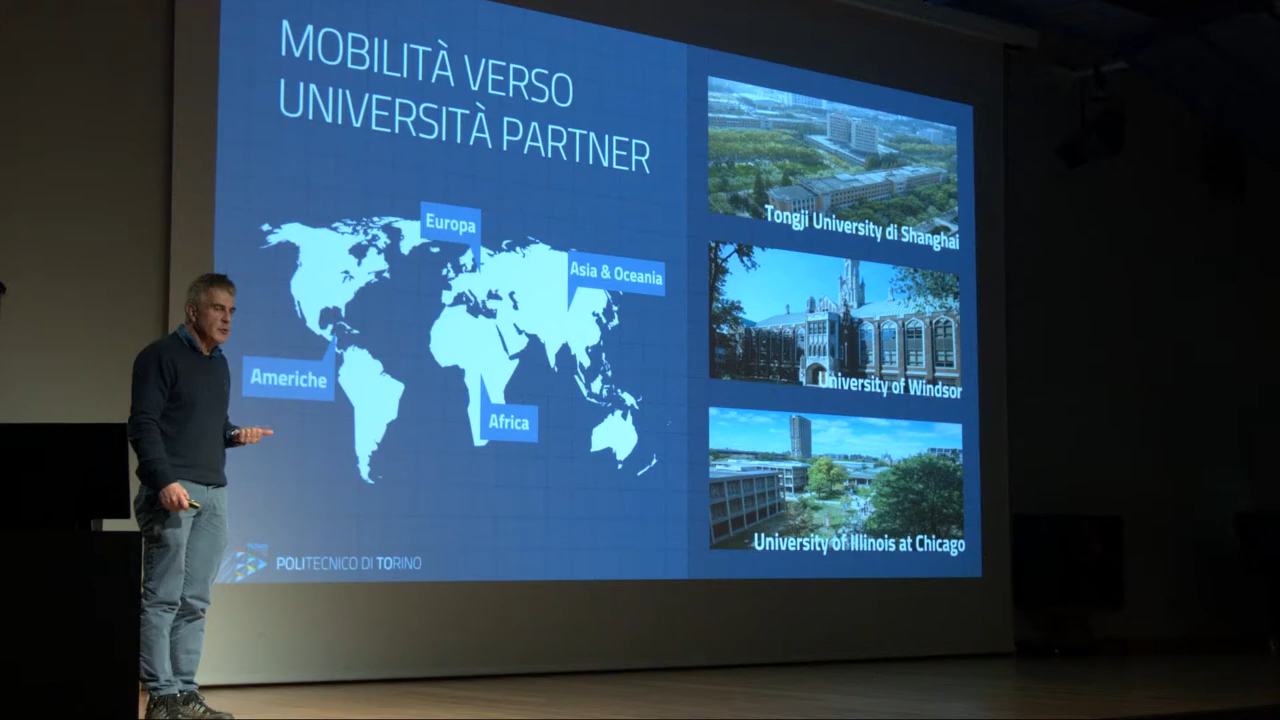 MOBILITÀ VERSO
UNIVERSITÀ PARTNER
Europa
Asia & Oceania
Americhe
Africa
Tongji University di Shanghai
University of Windsor
University of Illinois at Chicago
POLITECNICO DI TORINO